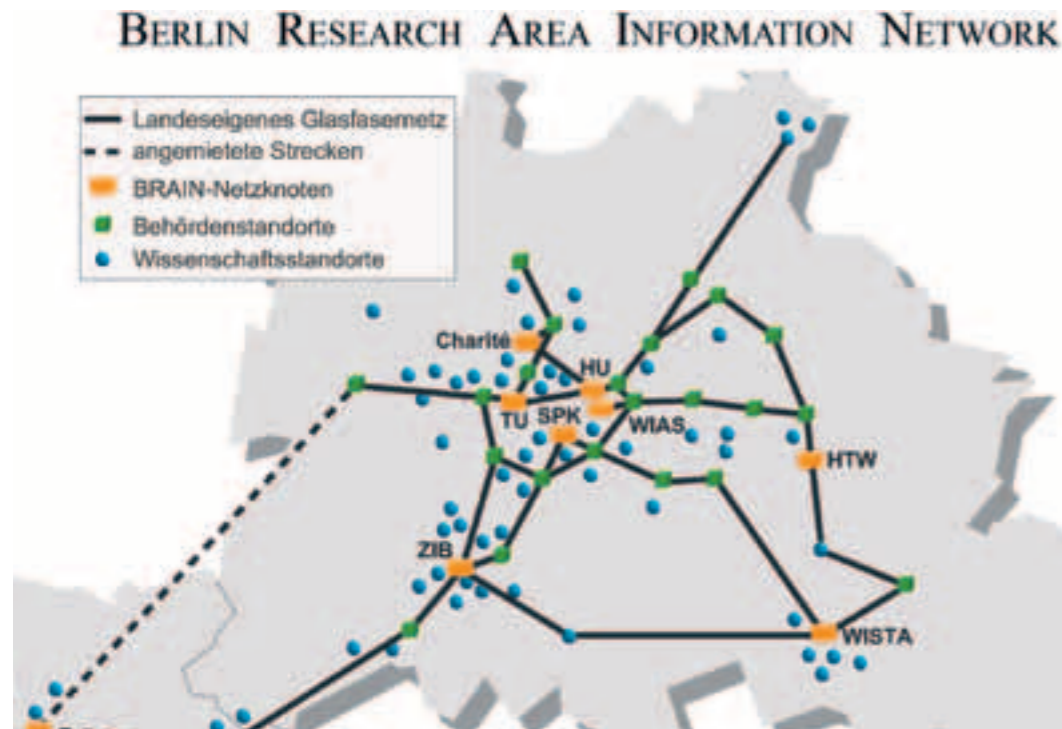 BERLIN RESEARCH AREA INFORMATION NETWORK
Landeseigenes Glasfasernetz
angemietete Strecken
BRAIN-Netzknoten
Behördenstandorte
Wissenschaftsstandorte
Charité
HU
TU
SPK
WIAS
HTW
ZIB
WISTA